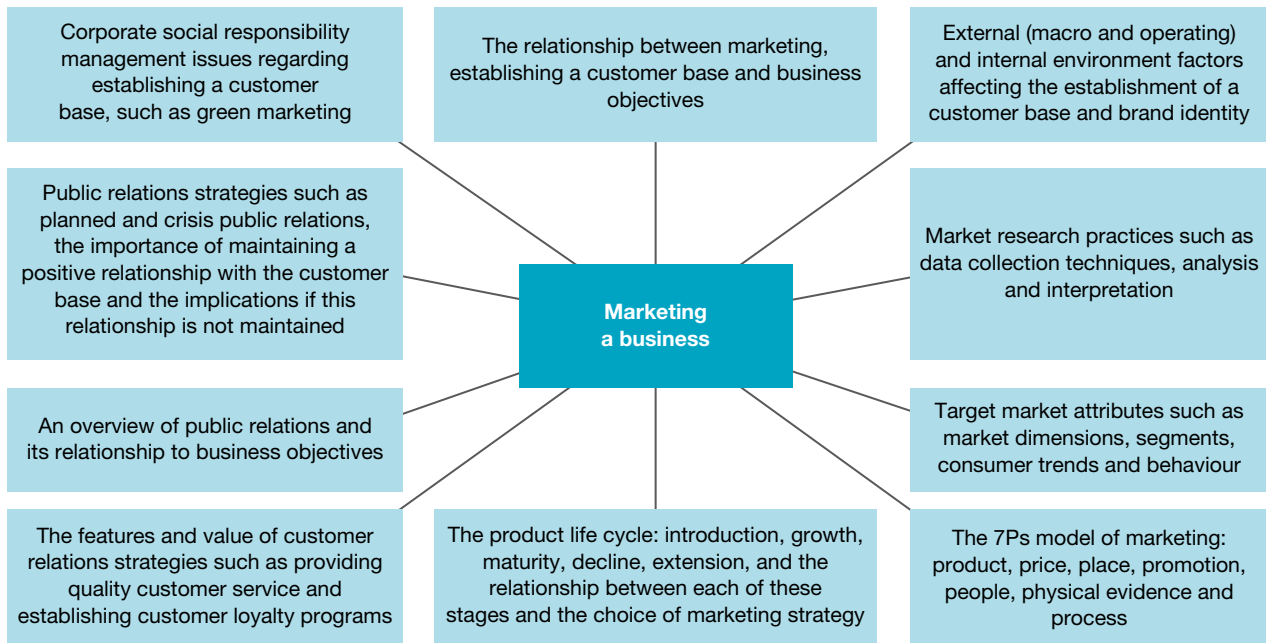 Corporate social responsibility
management issues regarding
establishing a customer
base, such as green marketing
The relationship between marketing,
establishing a customer base and business
objectives
External (macro and operating)
and internal environment factors
affecting the establishment of a
customer base and brand identity
Public relations strategies such as
planned and crisis public relations,
the importance of maintaining a
positive relationship with the customer
base and the implications if this
relationship is not maintained
Marketing
a business
Market research practices such as
data collection techniques, analysis
and interpretation
An overview of public relations and
its relationship to business objectives
Target market attributes such as
market dimensions, segments,
consumer trends and behaviour
The features and value of customer
relations strategies such as providing
quality customer service and
establishing customer loyalty programs
The product life cycle: introduction, growth,
maturity, decline, extension, and the
relationship between each of these
stages and the choice of marketing strategy
The 7Ps model of marketing:
product, price, place, promotion,
people, physical evidence and
process